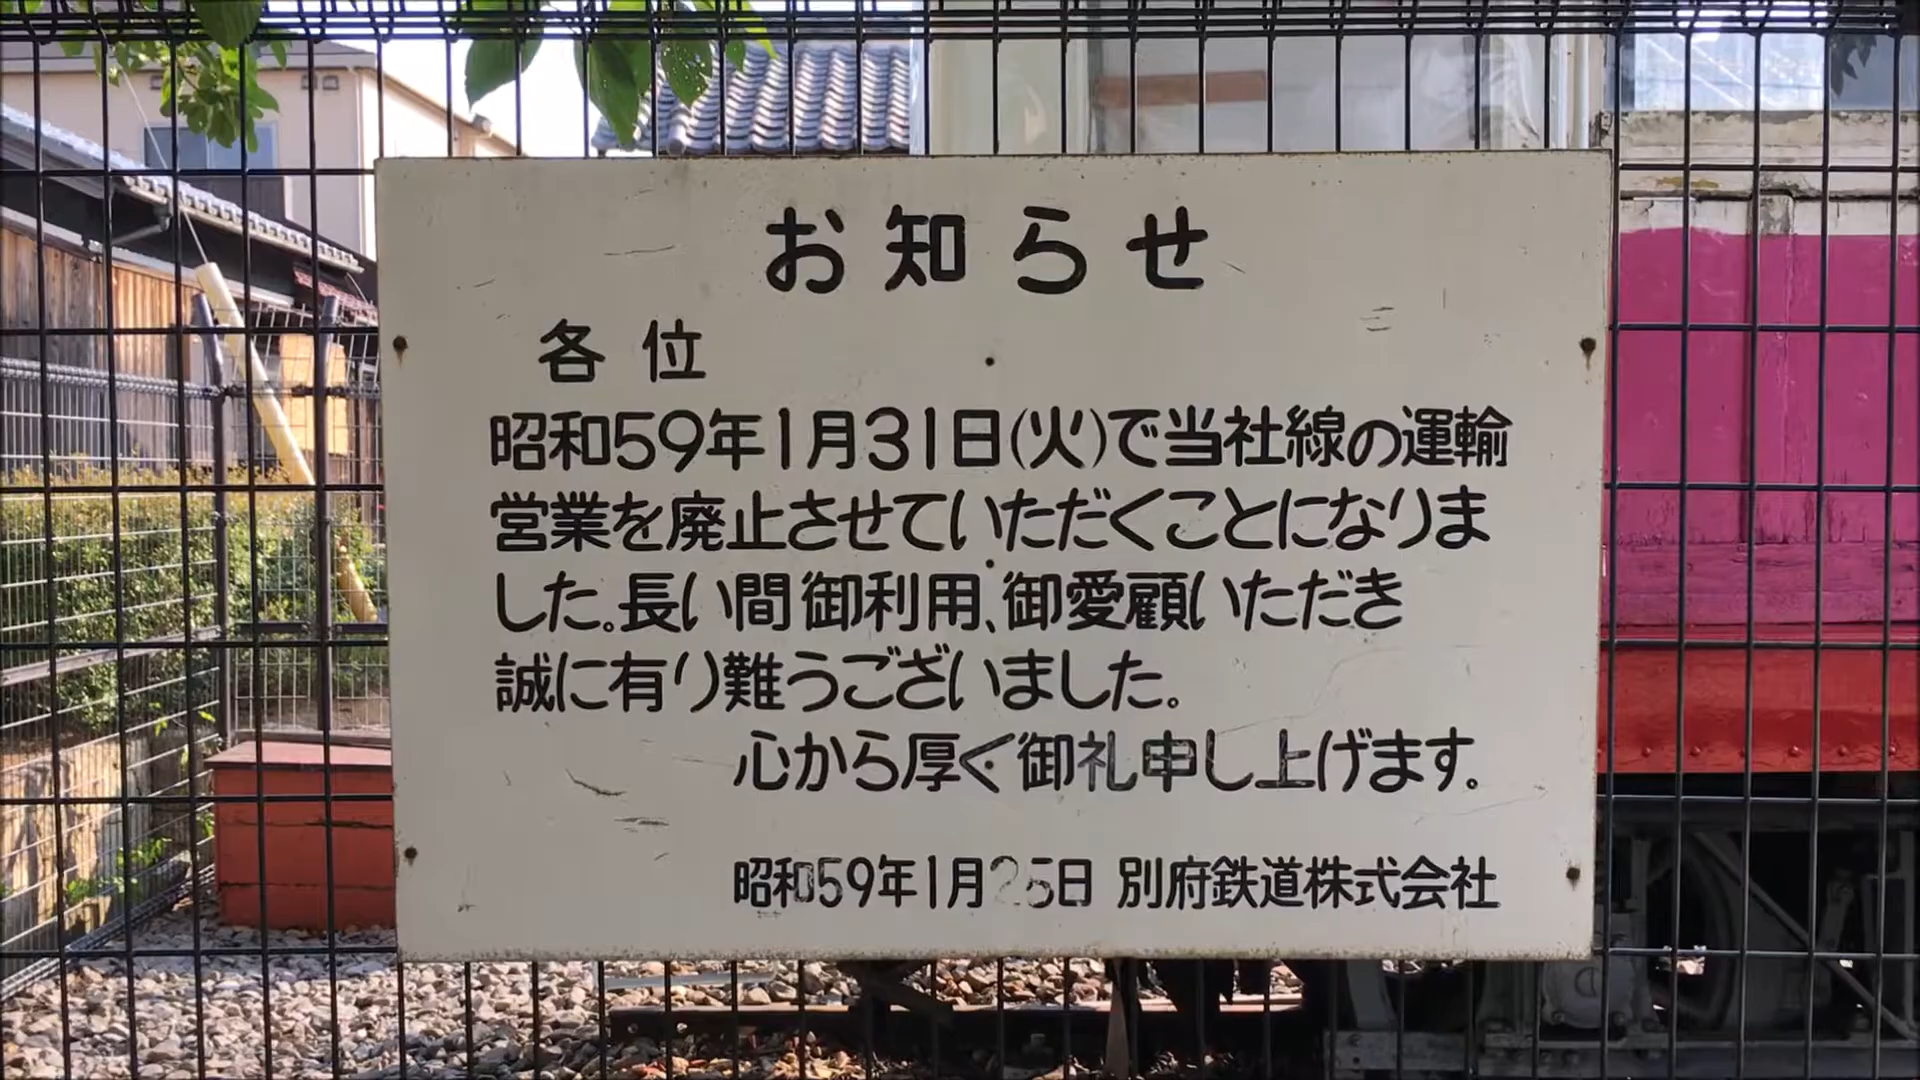 お知らせ
各位
昭和59年1月31日(火)で当社線の運輸
営業を廃止させていただくことになりま
した。長い間御利用、御愛顧いただき
誠に有り難うございました。
心から厚く御礼申し上げます。
昭和59年1月25日 別府鉄道株式会社